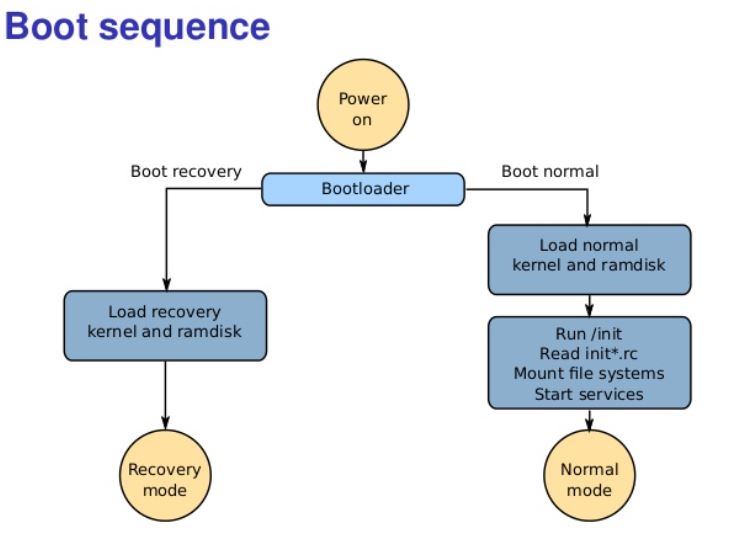 Boot sequence
Power
on
Boot recovery
Boot normal
Bootloader
Load normal
kernel and ramdisk
Load recovery
kernel and ramdisk
Run /init
Read init*.rc
Mount file systems
Start services
Recovery
mode
Normal
mode